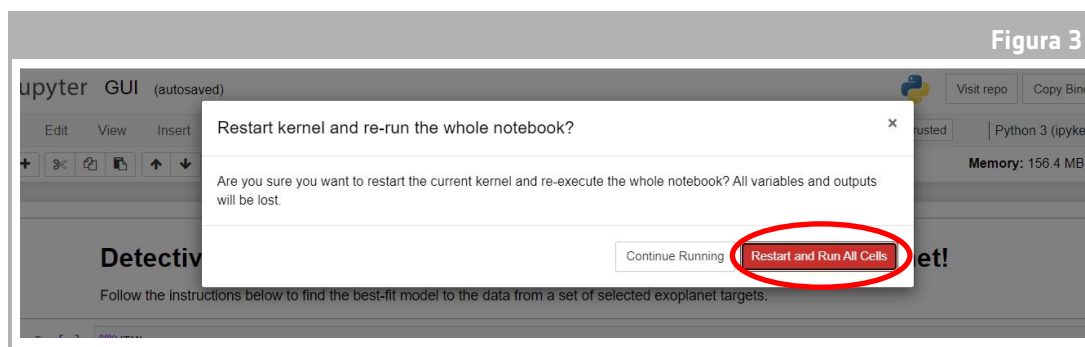 Figura 3
upyter GUI (autosaved)
Visit repo Copy Bin
Restart kernel and re-run the whole notebook? ×
Edit View Insert rusted Python 3 (ipyke
Memory: 156.4 MB
Are you sure you want to restart the current kernel and re-execute the whole notebook? All variables and outputs
will be lost.
Continue Running Restart and Run All Cells
Detectiv et!
Follow the instructions below to find the best-fit model to the data from a set of selected exoplanet targets.